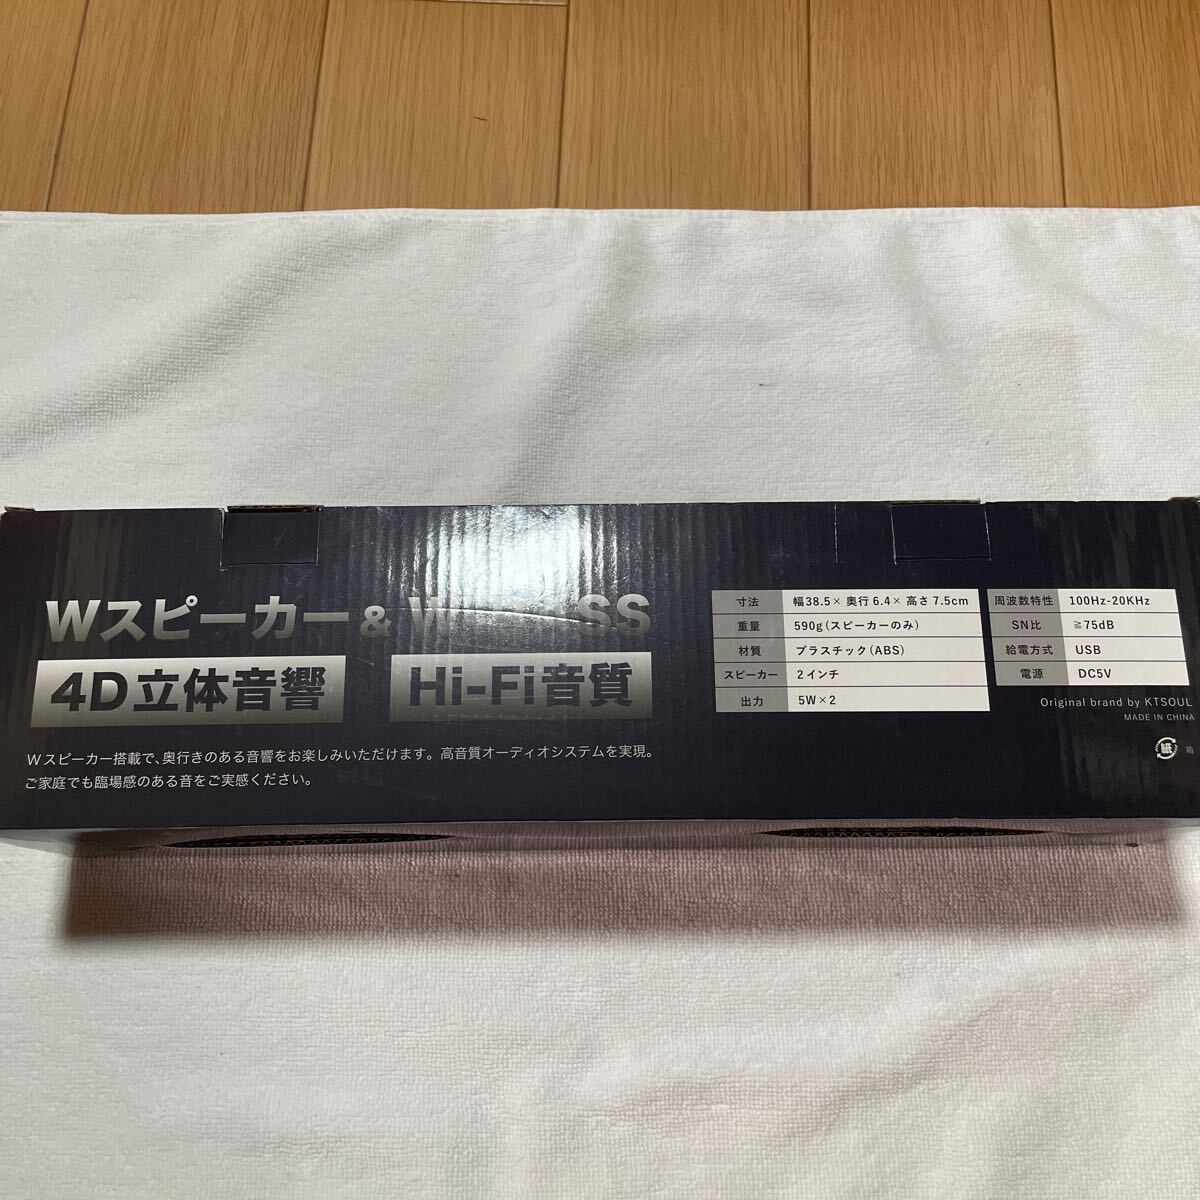 Wスピーカー&
4D立体音響 Hi-Fi音質
Wスピーカー搭載で、奥行きのある音響をお楽しみいただけます。高音質オーディオシステムを実現。
ご家庭でも臨場感のある音をご実感ください。
寸法 幅38.5×奥行6.4×高さ7.5cm
重量 590g(スピーカーのみ)
材質 プラスチック(ABS)
スピーカー 2インチ
出力 5W×2
周波数特性 100Hz-20KHz
SN比 ≧75dB
給電方式 USB
電源 DC5V
Original brand by KTSOUL
MADE IN CHINA
紙 箱